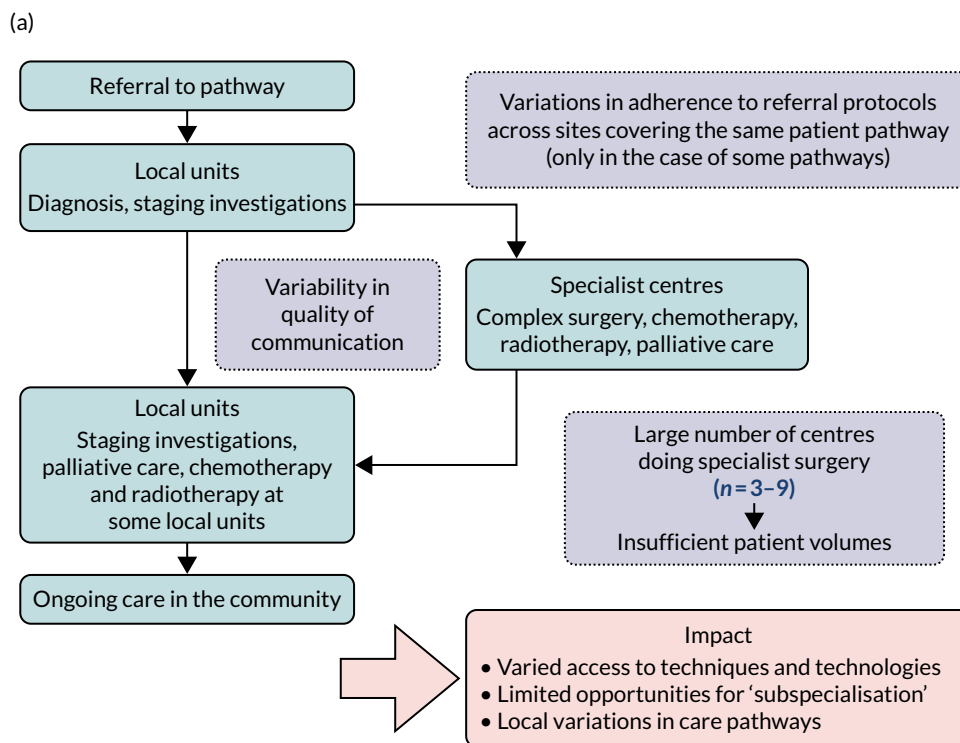 (a)
Referral to pathway
Variations in adherence to referral protocols
across sites covering the same patient pathway
(only in the case of some pathways)
Local units
Diagnosis, staging investigations
Variability in
quality of
communication
Specialist centres
Complex surgery, chemotherapy,
radiotherapy, palliative care
Local units
Staging investigations,
palliative care, chemotherapy
and radiotherapy at
some local units
Large number of centres
doing specialist surgery
(n = 3–9)
Insufficient patient volumes
Ongoing care in the community
Impact
• Varied access to techniques and technologies
• Limited opportunities for ‘subspecialisation’
• Local variations in care pathways